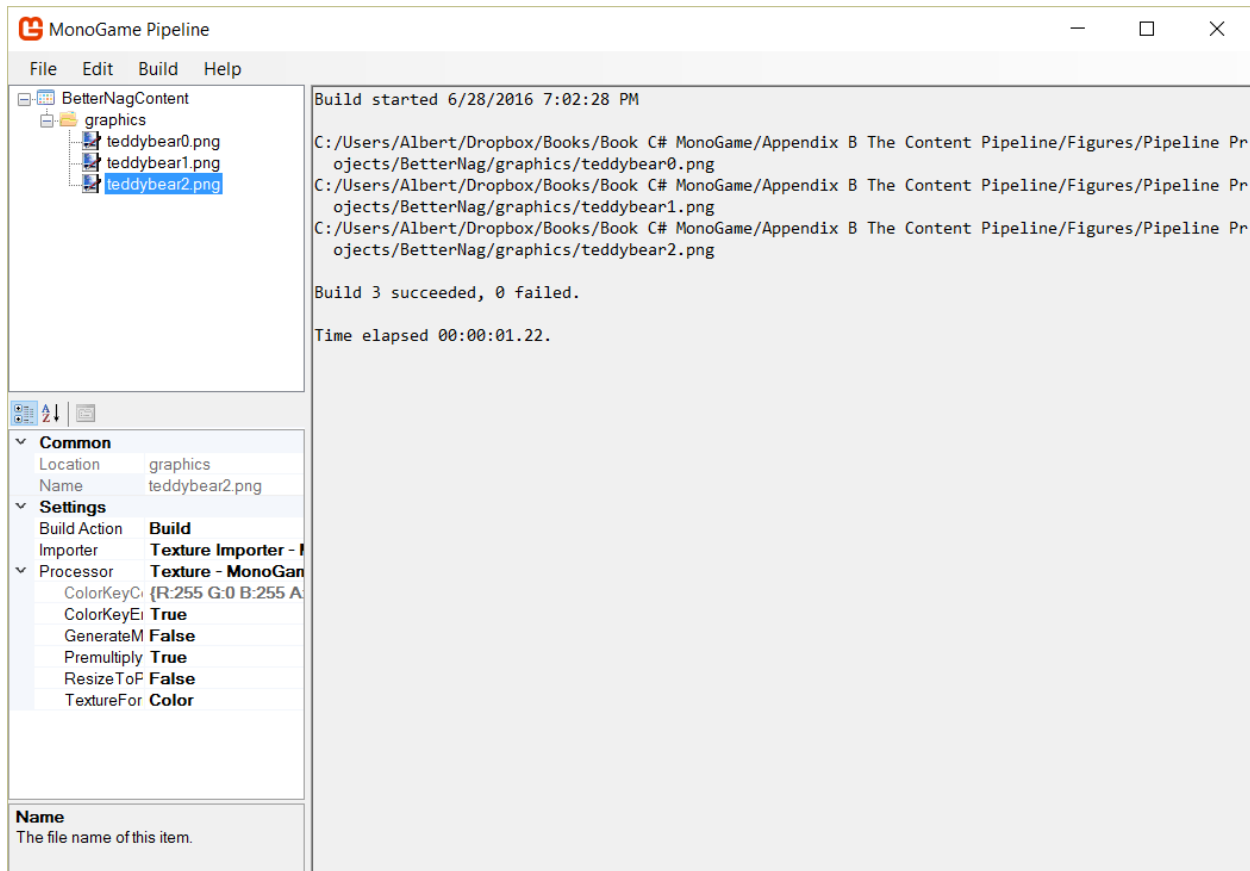 MonoGame Pipeline
File Edit Build Help
BetterNagContent
graphics
teddybear0.png
teddybear1.png
teddybear2.png
Build started 6/28/2016 7:02:28 PM
C:/Users/Albert/Dropbox/Books/Book C# MonoGame/Appendix B The Content Pipeline/Figures/Pipeline Pr
ojects/BetterNag/graphics/teddybear0.png
C:/Users/Albert/Dropbox/Books/Book C# MonoGame/Appendix B The Content Pipeline/Figures/Pipeline Pr
ojects/BetterNag/graphics/teddybear1.png
C:/Users/Albert/Dropbox/Books/Book C# MonoGame/Appendix B The Content Pipeline/Figures/Pipeline Pr
ojects/BetterNag/graphics/teddybear2.png
Build 3 succeeded, 0 failed.
Time elapsed 00:00:01.22.
Common
Location graphics
Name teddybear2.png
Settings
Build Action Build
Importer Texture Importer -
Processor Texture - MonoGam
ColorKeyC {R:255 G:0 B:255 A:
ColorKeyE True
GenerateM False
Premultiply True
ResizeToP False
TextureFor Color
Name
The file name of this item.